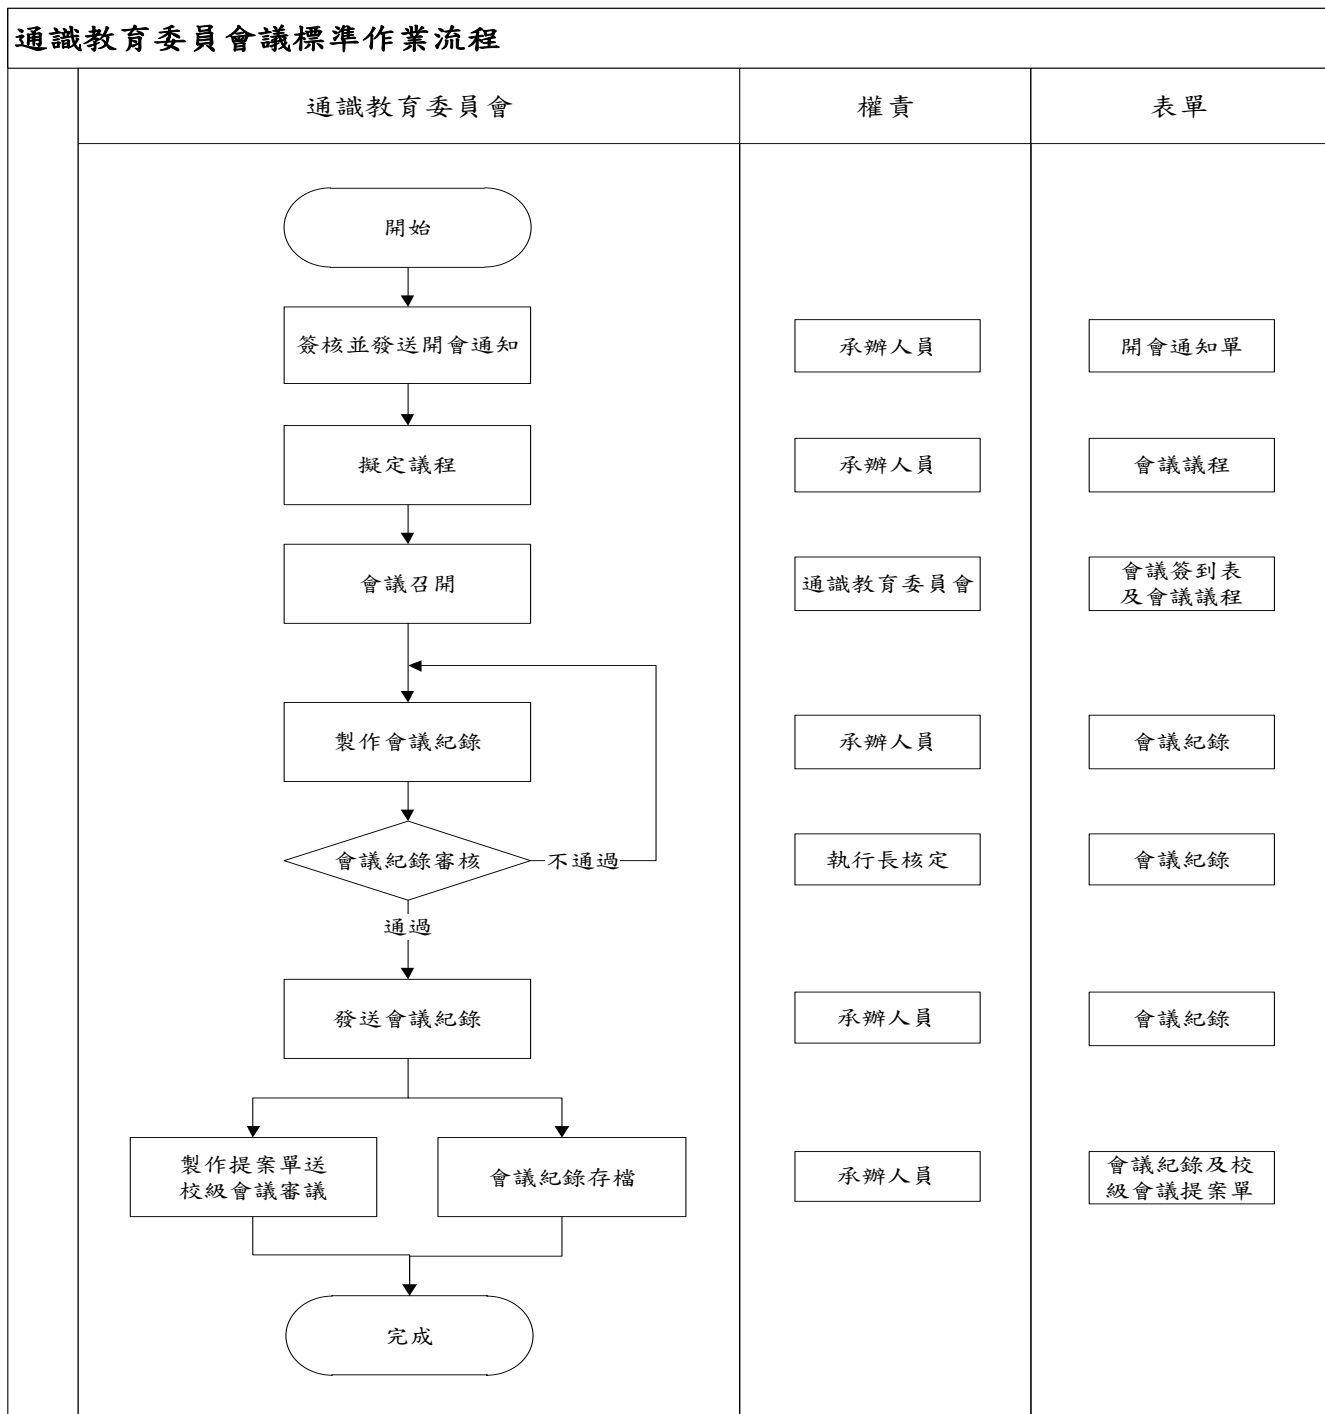 通識教育委員會議標準作業流程
通識教育委員會
權責
表單
開始
簽核並發送開會通知
承辦人員
開會通知單
擬定議程
承辦人員
會議議程
會議召開
通識教育委員會
會議簽到表
及會議議程
製作會議紀錄
承辦人員
會議紀錄
會議紀錄審核
不通過
執行長核定
會議紀錄
通過
發送會議紀錄
承辦人員
會議紀錄
製作提案單送
校級會議審議
會議紀錄存檔
承辦人員
會議紀錄及校
級會議提案單
完成